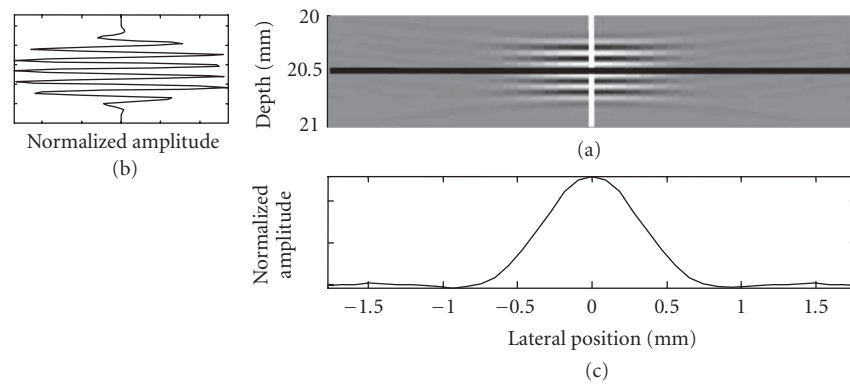 20
20.5
21
Depth (mm)
(a)
Normalized amplitude
(b)
Normalized
amplitude
−1.5 −1 −0.5 0 0.5 1 1.5
Lateral position (mm)
(c)